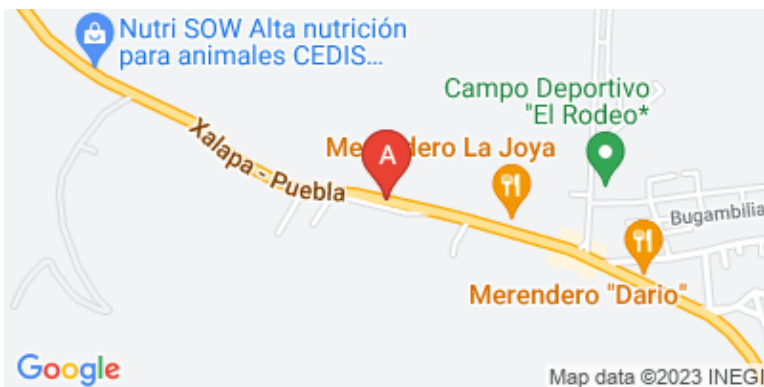 Nutri SOW Alta nutrición
para animales CEDIS...
Campo Deportivo
"El Rodeo*
Xalapa - Puebla
A
Merendero La Joya
Bugambilia
Merendero "Dario"
Google
Map data ©2023 INEGI